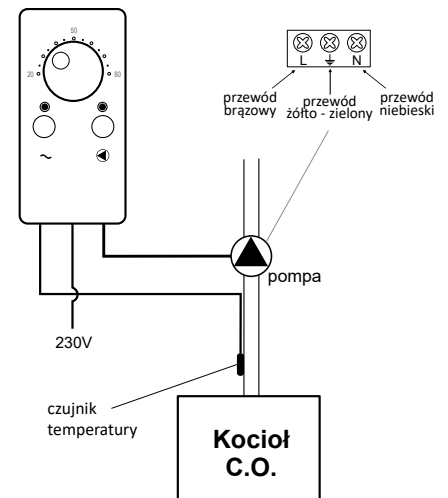 50
20 80
~
L ⏚ N
przewód brązowy
przewód żółto - zielony
przewód niebieski
pompa
230V
czujnik
temperatury
Kocioł
C.O.